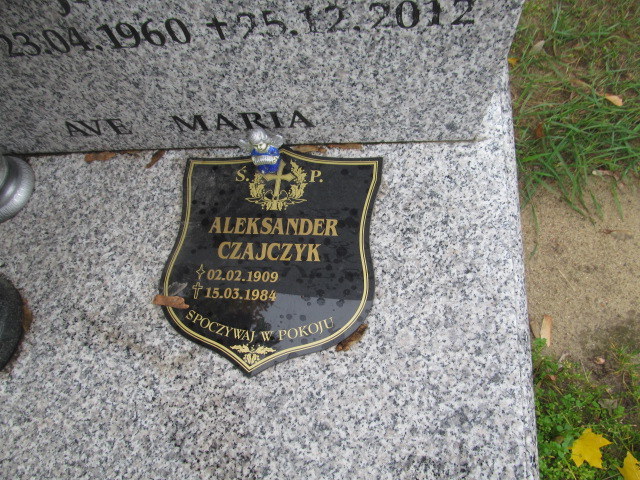 23.04.1960 +25.12.2012
AVE MARIA
Ś. P.
ALEKSANDER
CZAJCZYK
02.02.1909
15.03.1984
SPOCZYWAJ W POKOJU